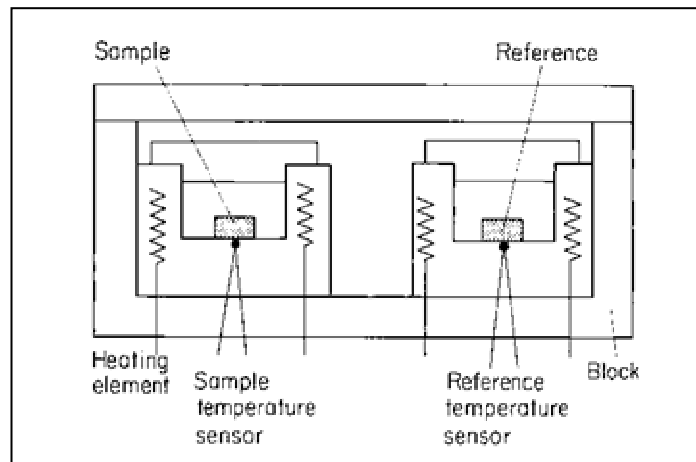 Sample
Reference
Heating
element
Sample
temperature
sensor
Reference
temperature
sensor
Block